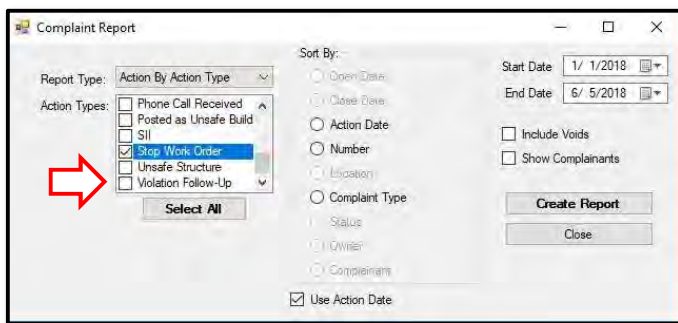 Complaint Report
Report Type: Action By Action Type
Action Types:
Phone Call Received
Posted as Unsafe Build
SII
Stop Work Order
Unsafe Structure
Violation Follow-Up
Select All
Sort By:
Open Date
Close Date
Action Date
Number
Location
Complaint Type
Status
Owner
Complainant
Use Action Date
Start Date 1/ 1/2018
End Date 6/ 5/2018
Include Voids
Show Complainants
Create Report
Close